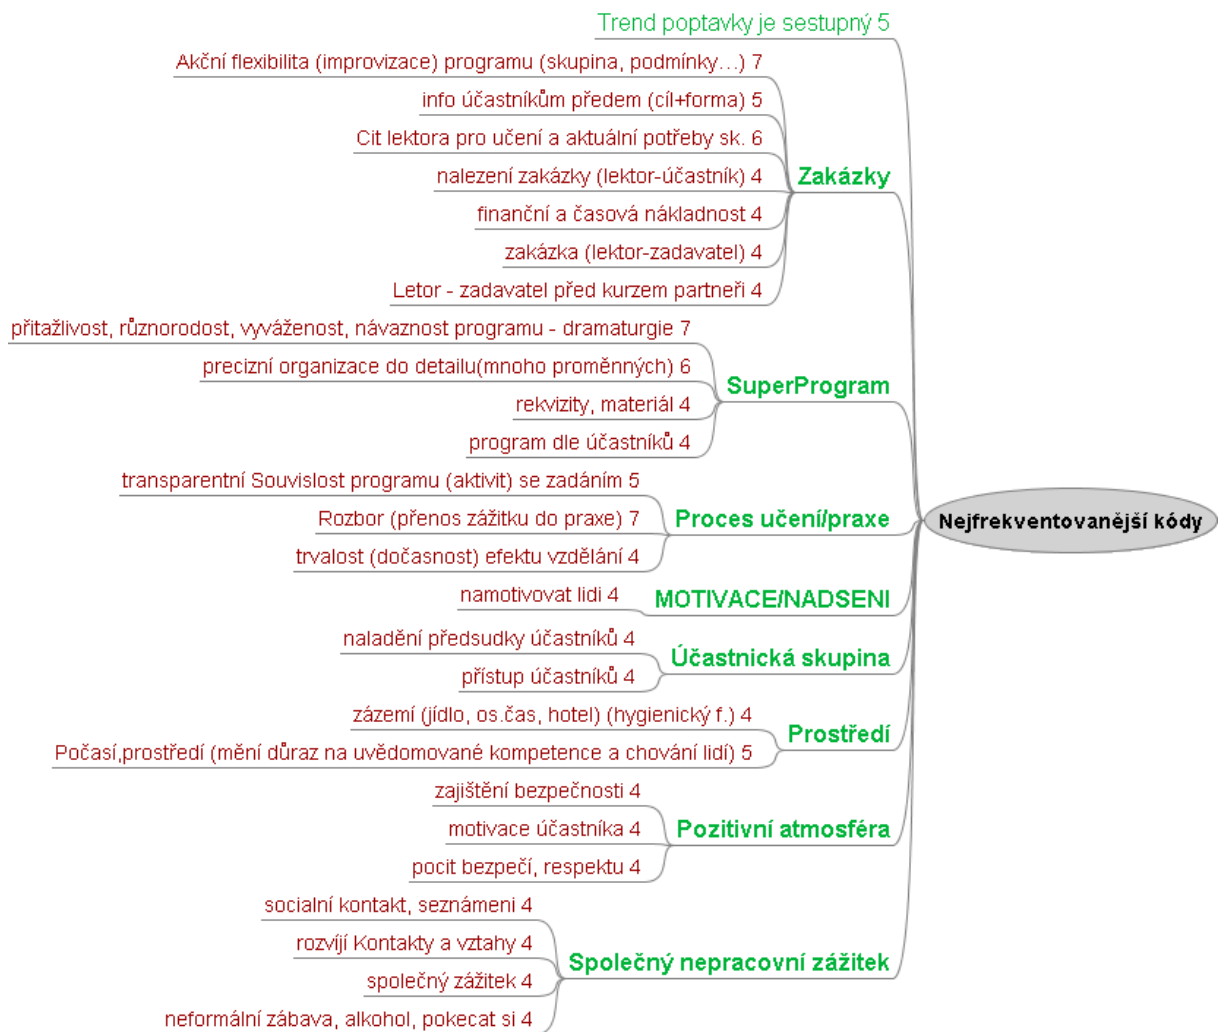 Trend poptavky je sestupný 5
Akční flexibilita (improvizace) programu (skupina, podmínky...) 7
info účastníkům předem (cíl+forma) 5
Cit lektora pro učení a aktuální potřeby sk. 6
nalezení zakázky (lektor-účastník) 4
finanční a časová nákladnost 4
zakázka (lektor-zadavatel) 4
Letor - zadavatel před kurzem partneři 4
Zakázky
přitažlivost, různorodost, vyváženost, návaznost programu - dramaturgie 7
precizní organizace do detailu(mnoho proměnných) 6
rekvizity, materiál 4
program dle účastníků 4
SuperProgram
transparentní Souvislost programu (aktivit) se zadáním 5
Rozbor (přenos zážitku do praxe) 7
trvalost (dočasnost) efektu vzdělání 4
Proces učení/praxe
namotivovat lidi 4
MOTIVACE/NADSENI
naladění předsudky účastníků 4
přístup účastníků 4
Účastnická skupina
zázemí (jídlo, os.čas, hotel) (hygienický f.) 4
Počasí,prostředí (mění důraz na uvědomované kompetence a chování lidí) 5
Prostředí
zajištění bezpečnosti 4
motivace účastníka 4
pocit bezpečí, respektu 4
Pozitivní atmosféra
socialní kontakt, seznámeni 4
rozvíjí Kontakty a vztahy 4
společný zážitek 4
neformální zábava, alkohol, pokecat si 4
Společný nepracovní zážitek
Nejfrekventovanější kódy